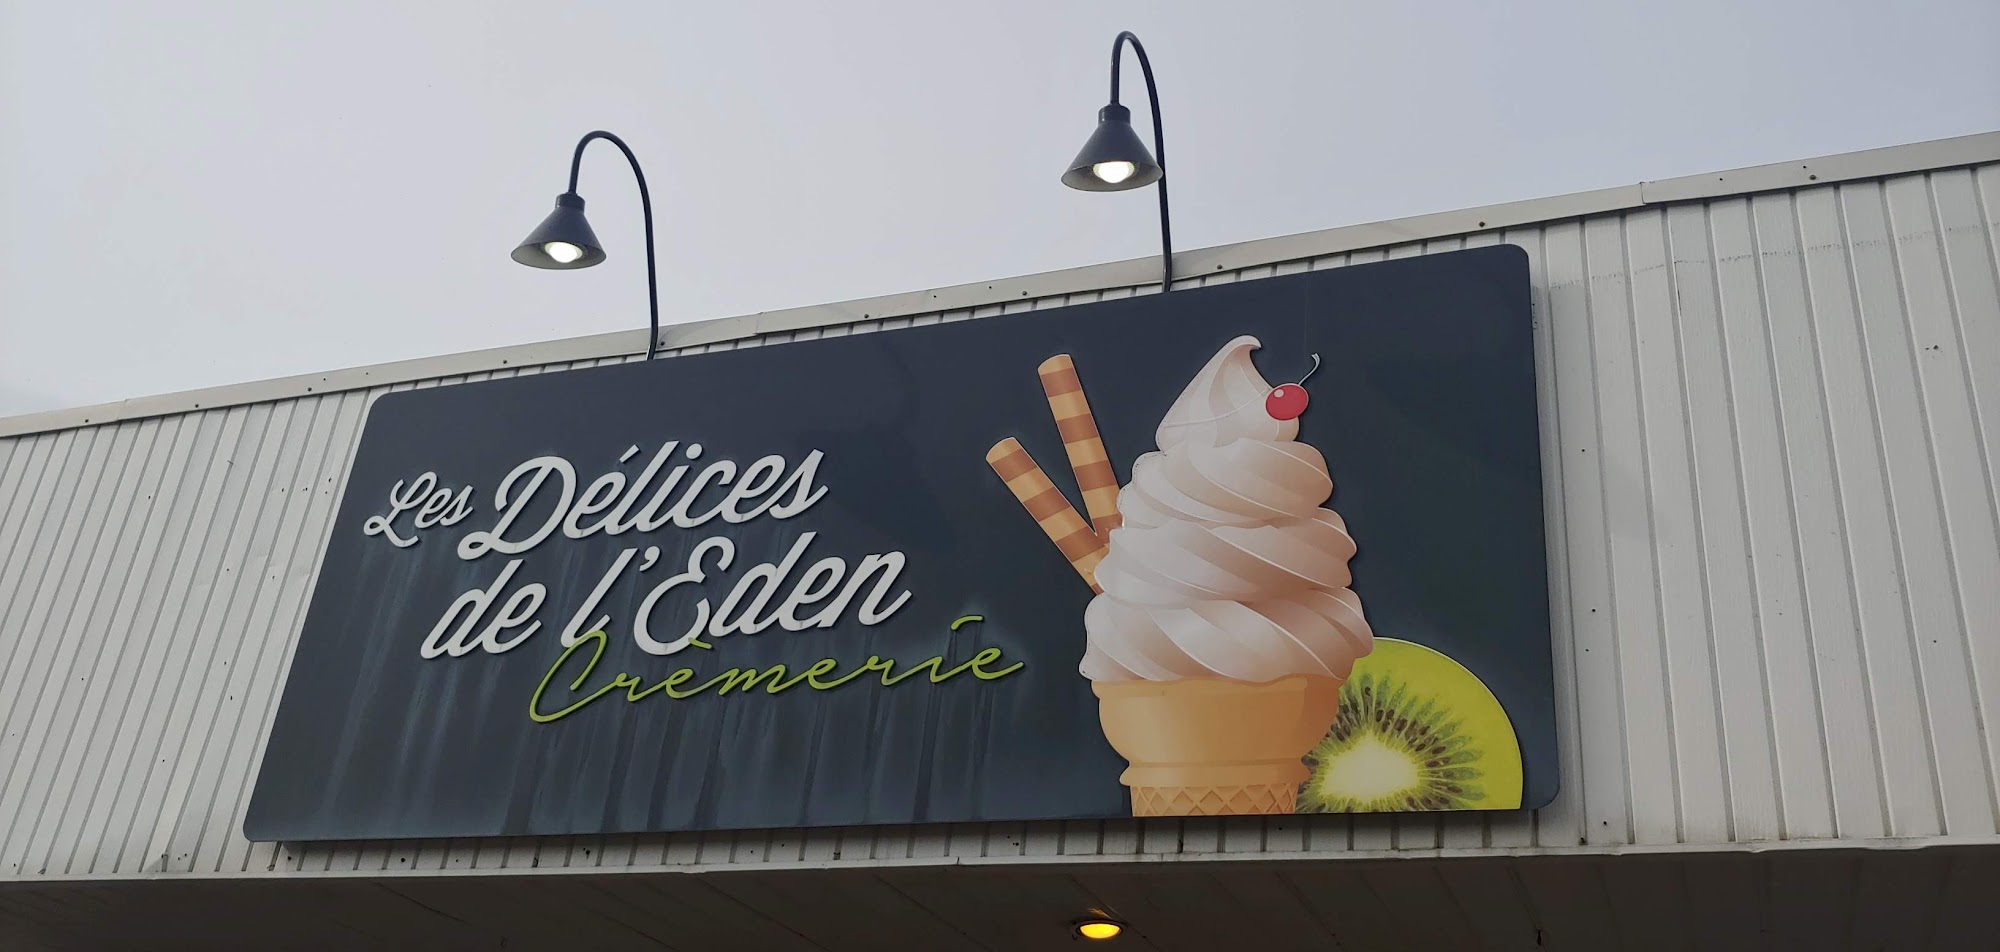 Les Délices
de l'Eden
Crèmerie